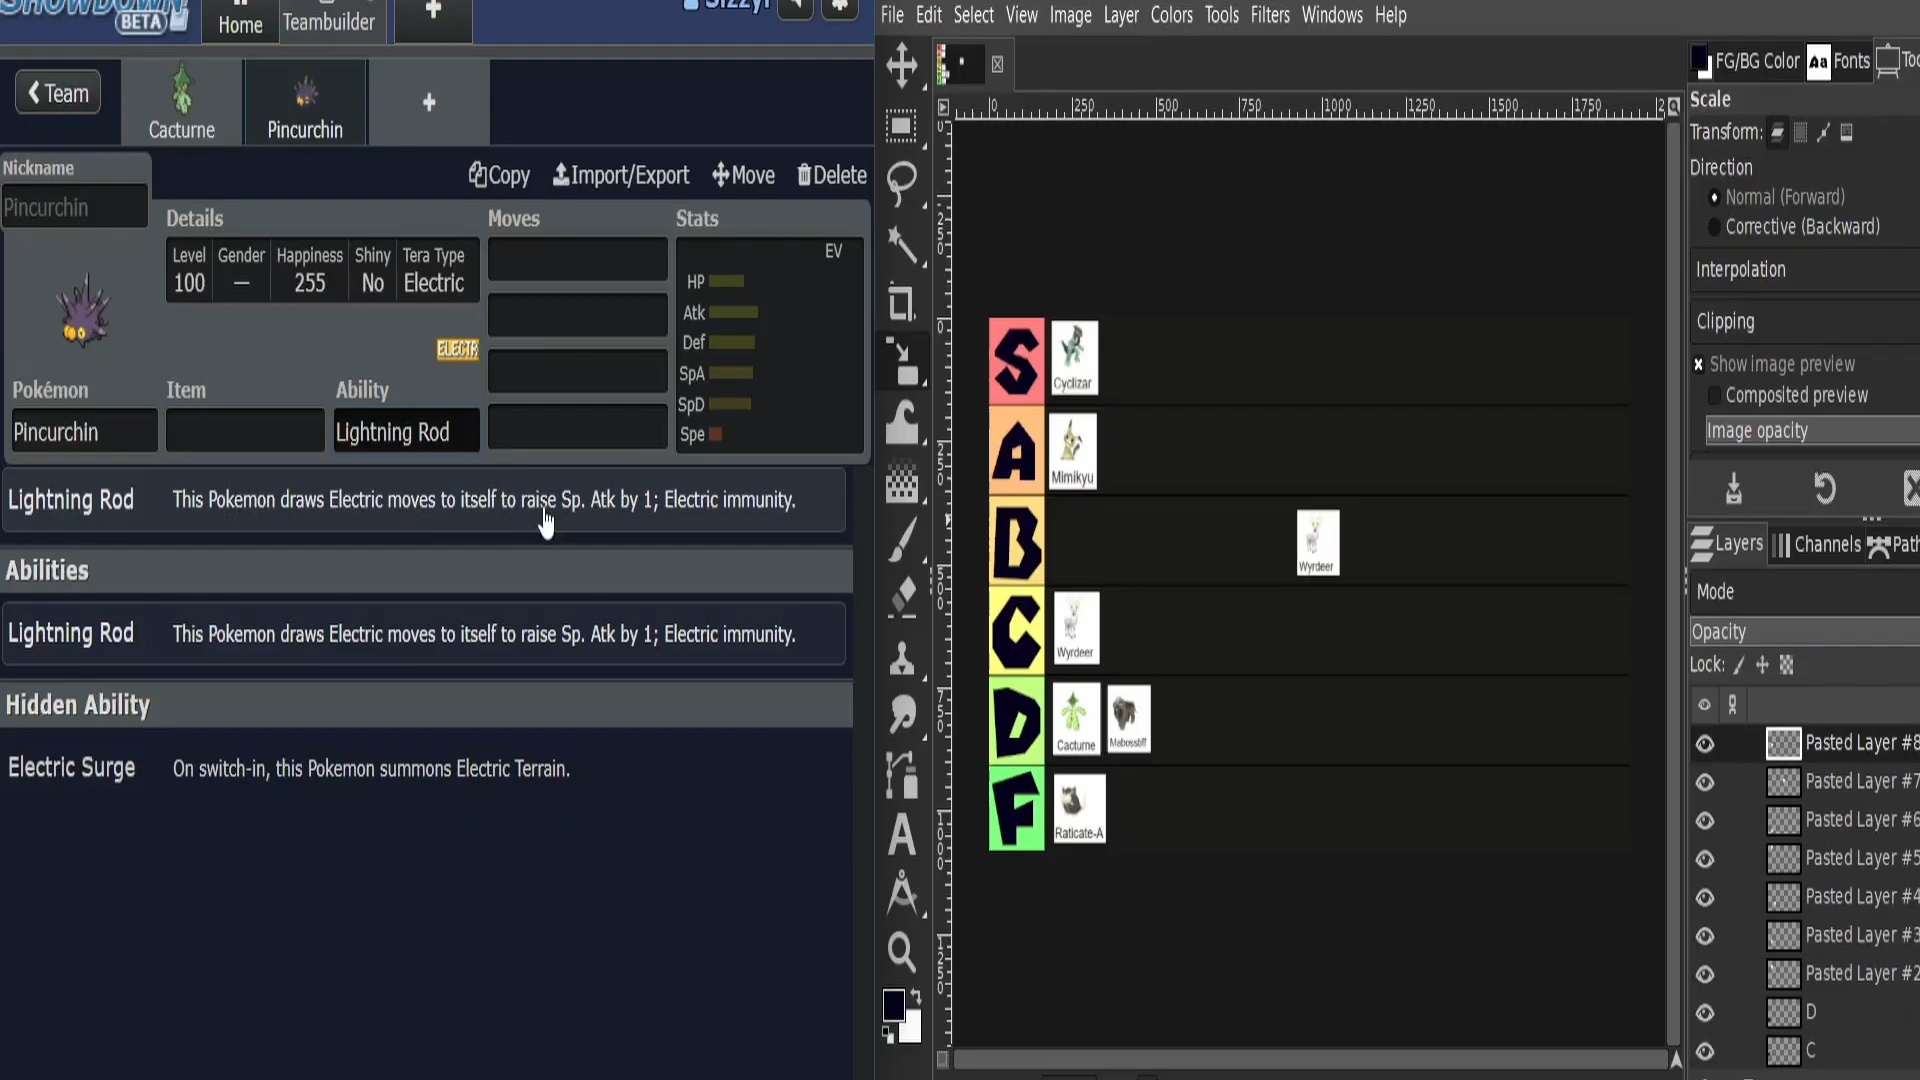 SHOWDOWN
BETA
Home
Teambuilder
+
Team
Cacturne
Pincurchin
+
Nickname
Pincurchin
Copy
Import/Export
Move
Delete
Details
Moves
Stats
Level
100
Gender
—
Happiness
255
Shiny
No
Tera Type
Electric
EV
HP
Atk
Def
SpA
SpD
Spe
ELECTR
Pokémon
Item
Ability
Pincurchin
Lightning Rod
Lightning Rod This Pokemon draws Electric moves to itself to raise Sp. Atk by 1; Electric immunity.
Abilities
Lightning Rod This Pokemon draws Electric moves to itself to raise Sp. Atk by 1; Electric immunity.
Hidden Ability
Electric Surge On switch-in, this Pokemon summons Electric Terrain.
File Edit Select View Image Layer Colors Tools Filters Windows Help
0 250 500 750 1000 1250 1500 1750 2
S
Cyclizar
A
Mimikyu
B
Wyrdeer
C
Wyrdeer
D
Cacturne
Mabosstiff
F
Raticate-A
FG/BG Color
Aa Fonts
Scale
Transform:
Direction
Normal (Forward)
Corrective (Backward)
Interpolation
Clipping
Show image preview
Composited preview
Image opacity
Layers
Channels
Mode
Opacity
Lock:
Pasted Layer #8
Pasted Layer #7
Pasted Layer #6
Pasted Layer #5
Pasted Layer #4
Pasted Layer #3
Pasted Layer #2
D
C